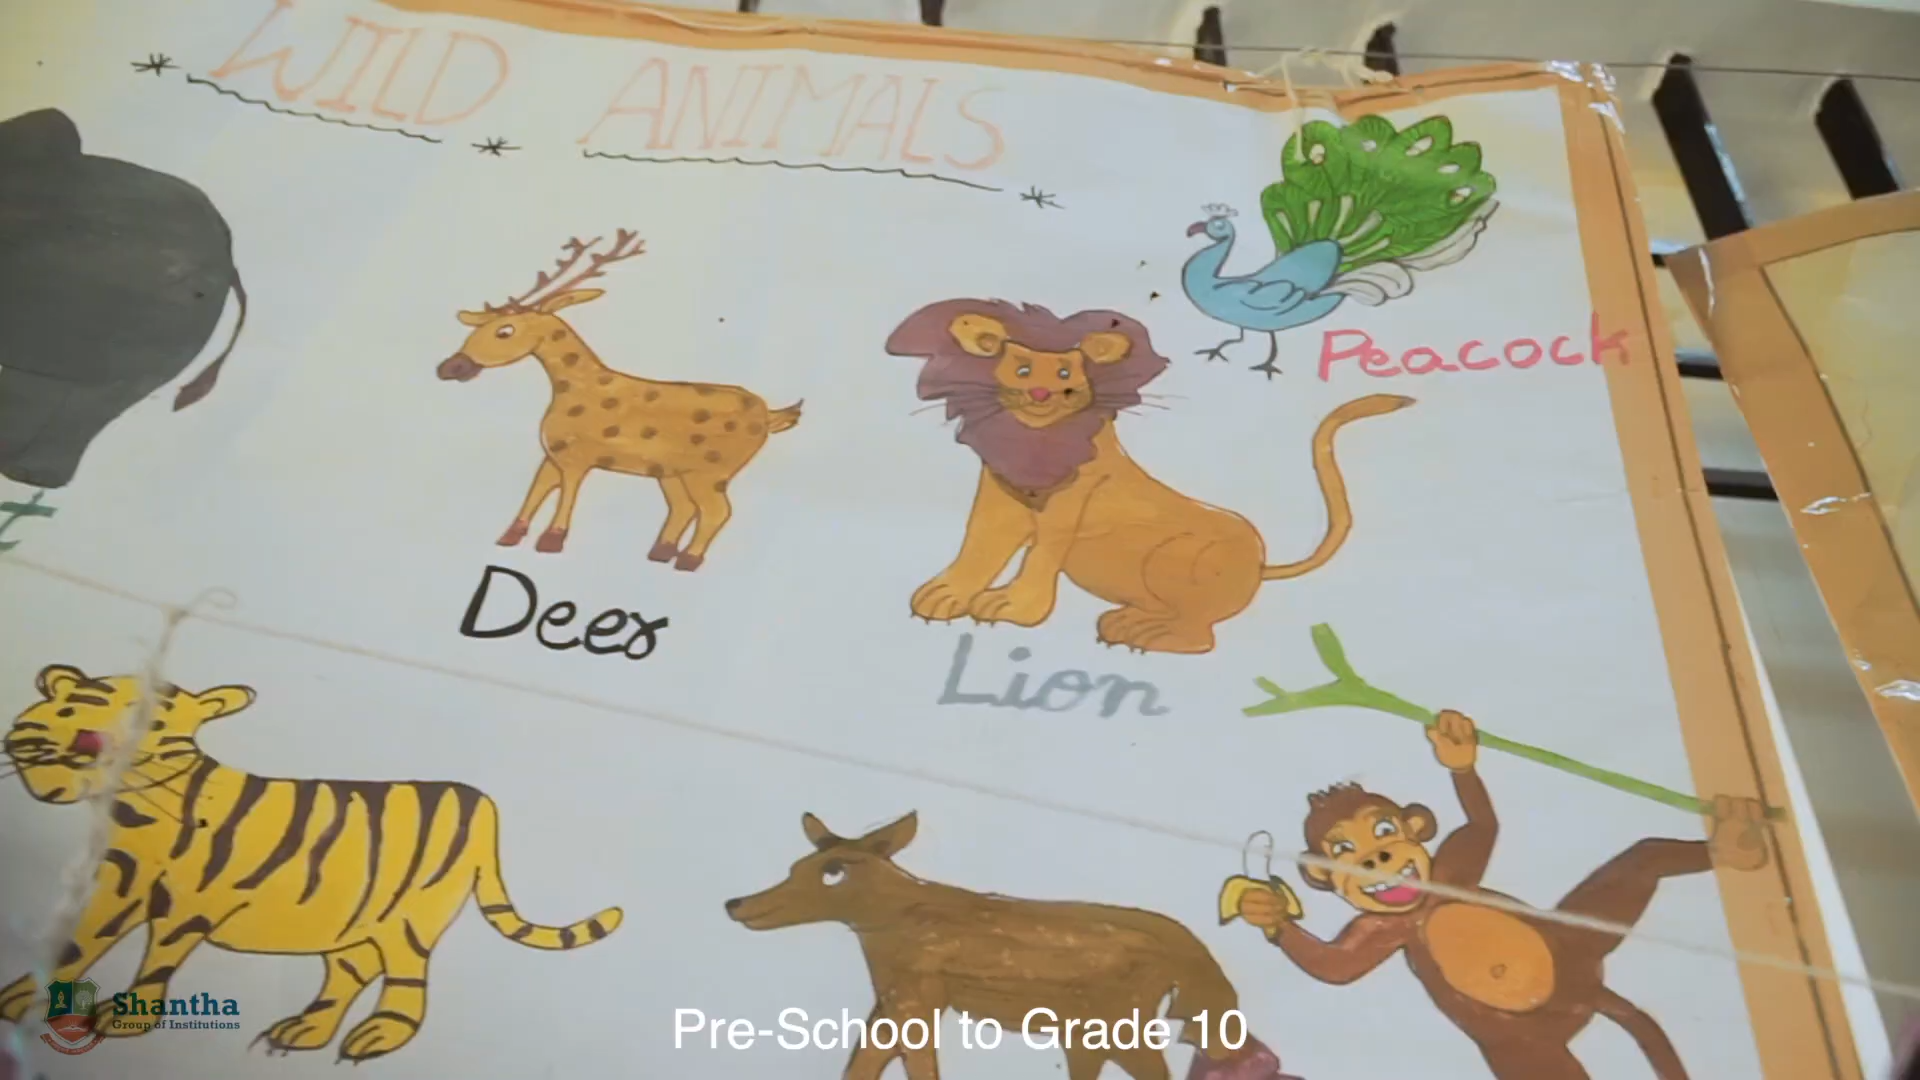 WILD ANIMALS
Peacock
t
Deer
Lion
Shantha
Group of Institutions
Pre-School to Grade 10